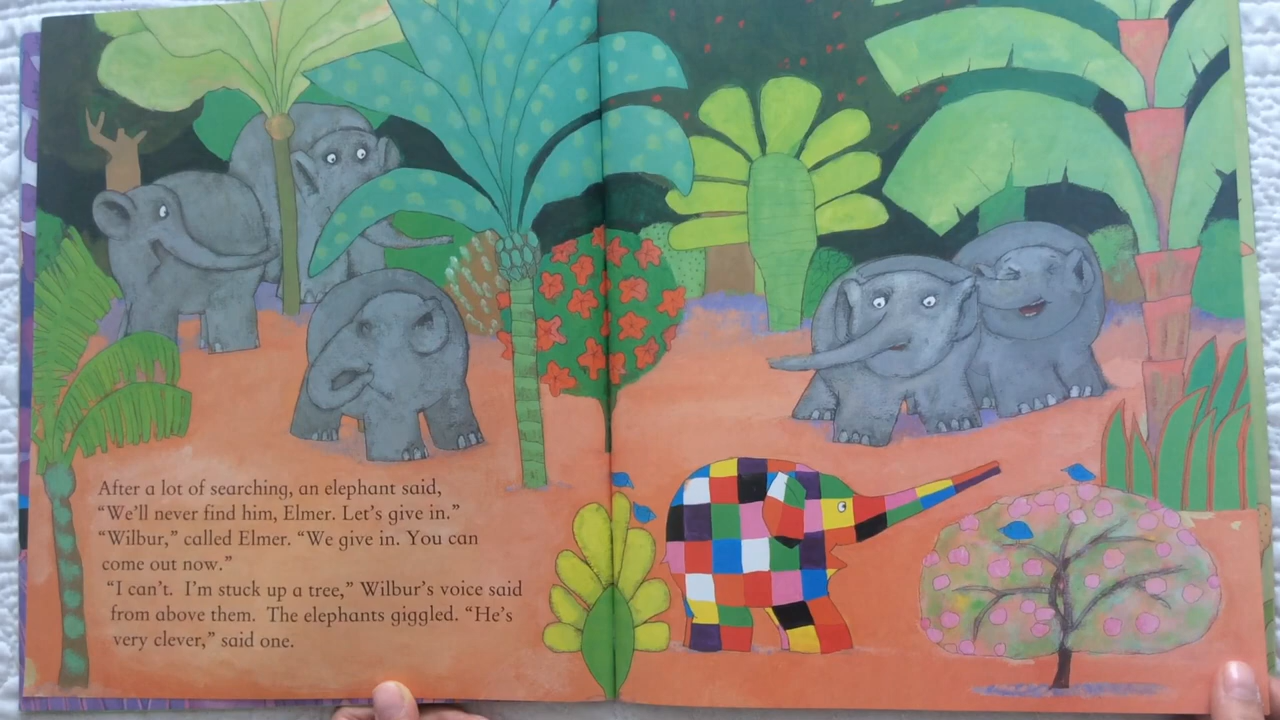 After a lot of searching, an elephant said,
“We’ll never find him, Elmer. Let’s give in.”
“Wilbur,” called Elmer. “We give in. You can
come out now.”
“I can’t. I’m stuck up a tree,” Wilbur’s voice said
from above them. The elephants giggled. “He’s
very clever,” said one.